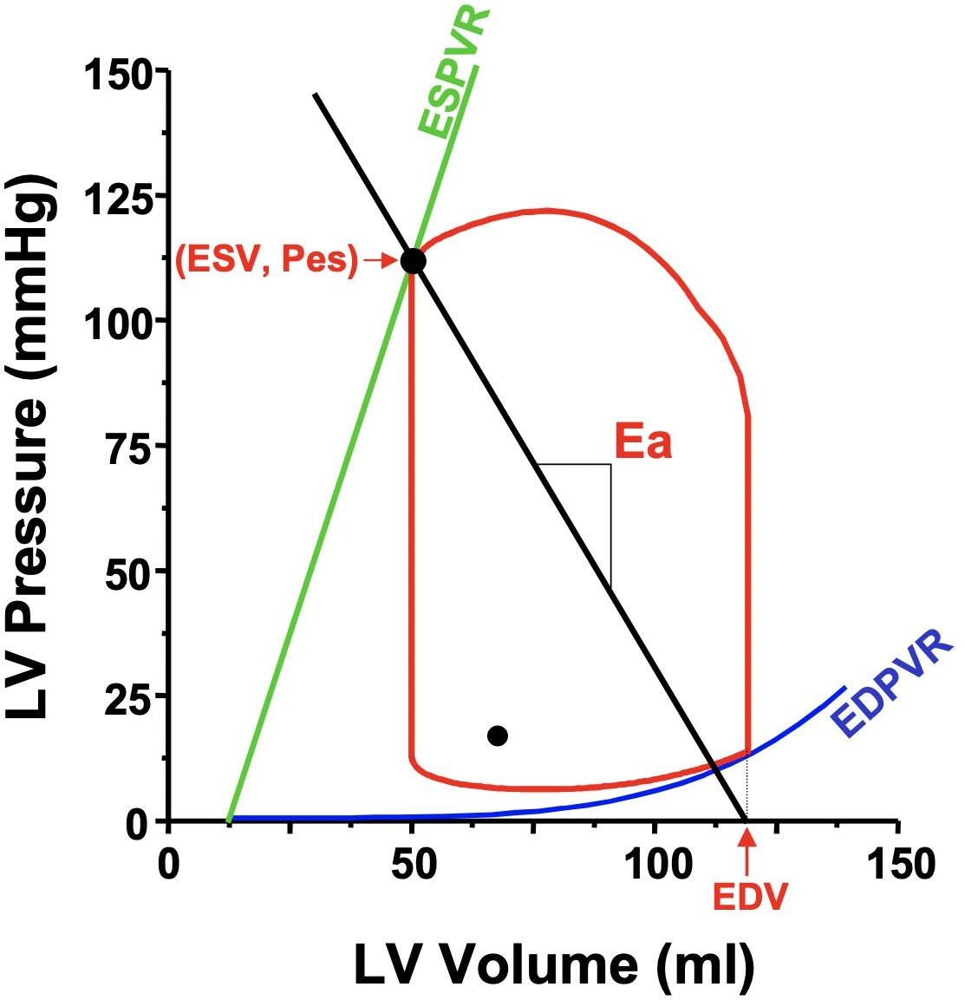 ESPVR
150
125
(ESV, Pes)
100
Ea
75
50
25
EDPVR
0
0 50 100 150
EDV
LV Volume (ml)
LV Pressure (mmHg)